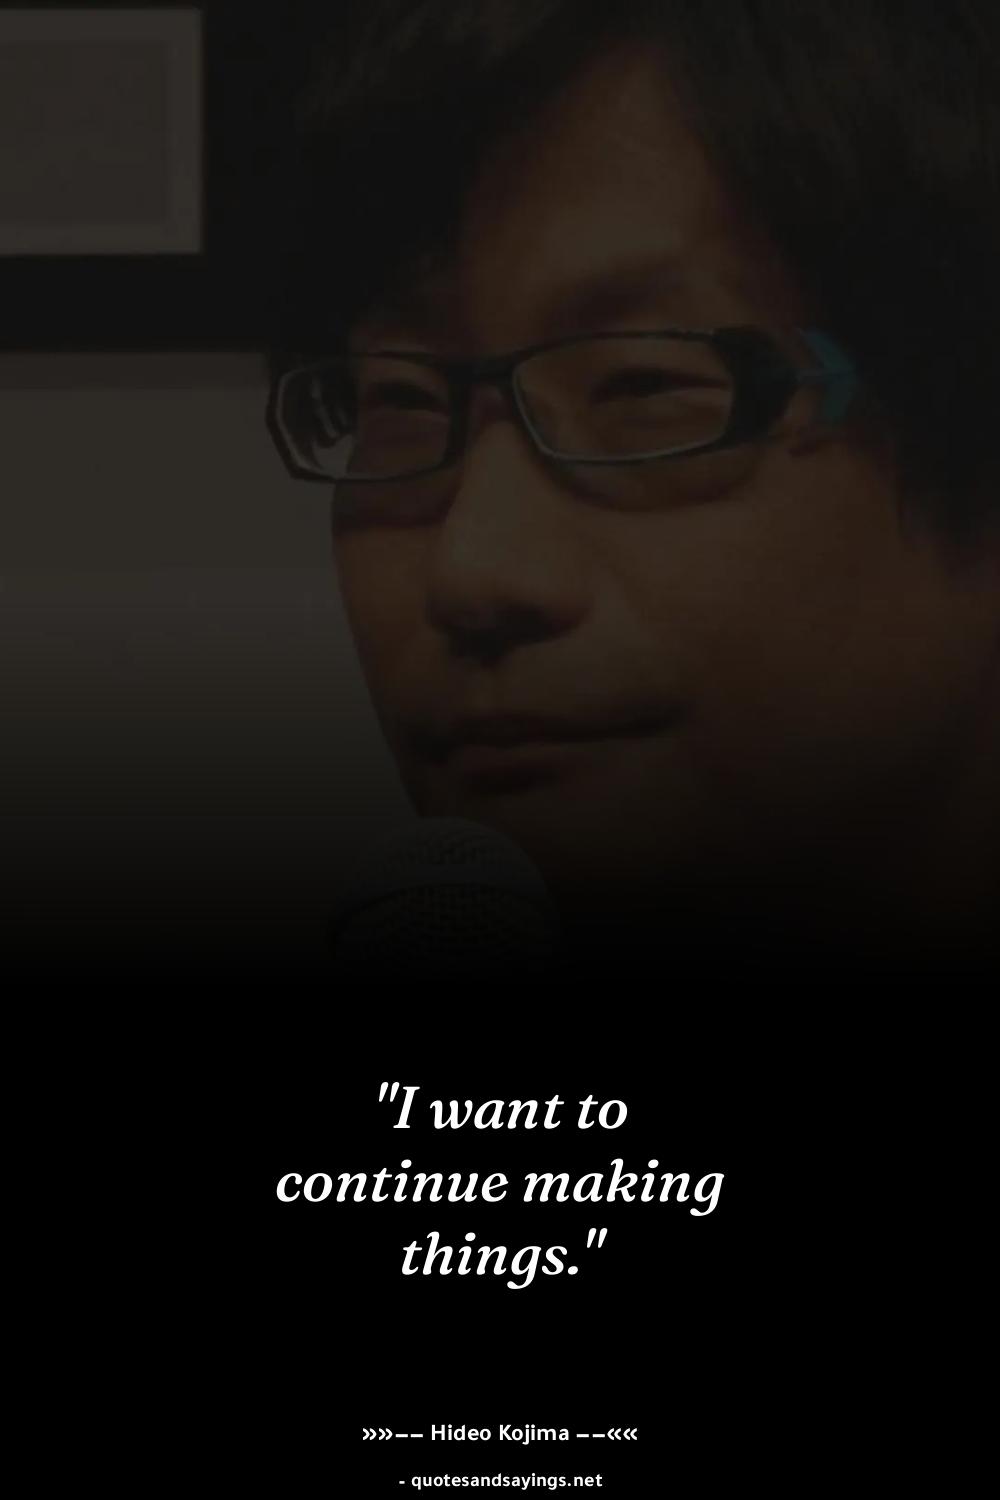 "I want to
continue making
things."
»»−− Hideo Kojima −−««
- quotesandsayings.net